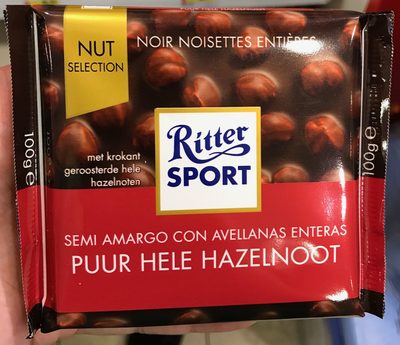 NOIR NOISETTES ENTIÈRES
NUT
SELECTION
100g e
met krokant
geroosterde hele
hazelnoten
Ritter
SPORT
100g e
SEMI AMARGO CON AVELLANAS ENTERAS
PUUR HELE HAZELNOOT